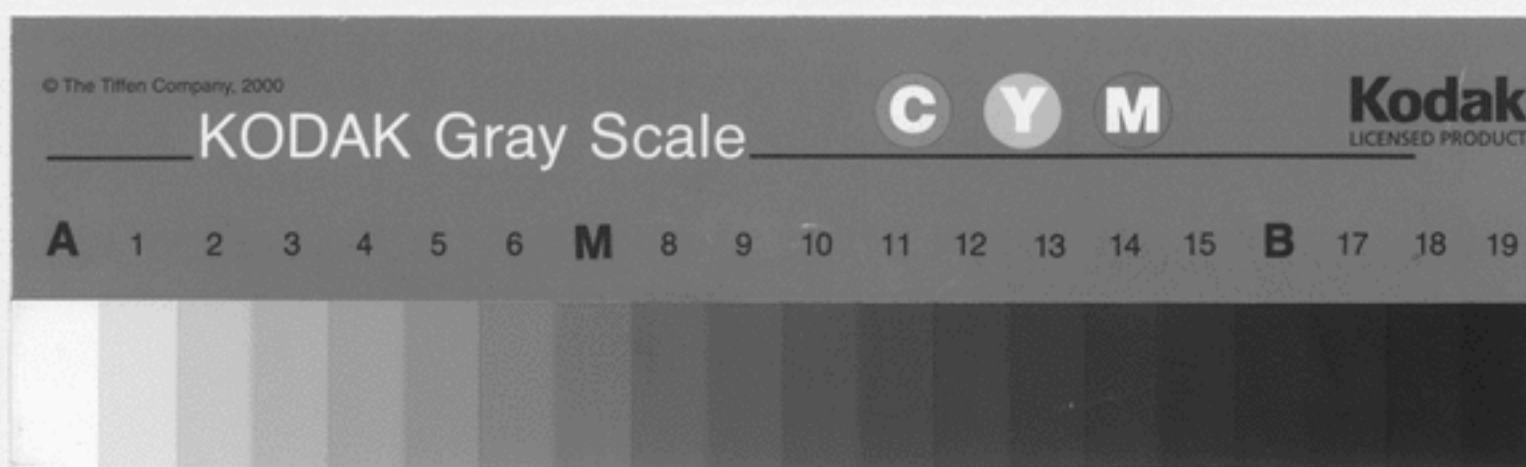 © The Tiffen Company, 2000
KODAK Gray Scale
C Y M
Kodak
LICENSED PRODUCT
A 1 2 3 4 5 6 M 8 9 10 11 12 13 14 15 B 17 18 19